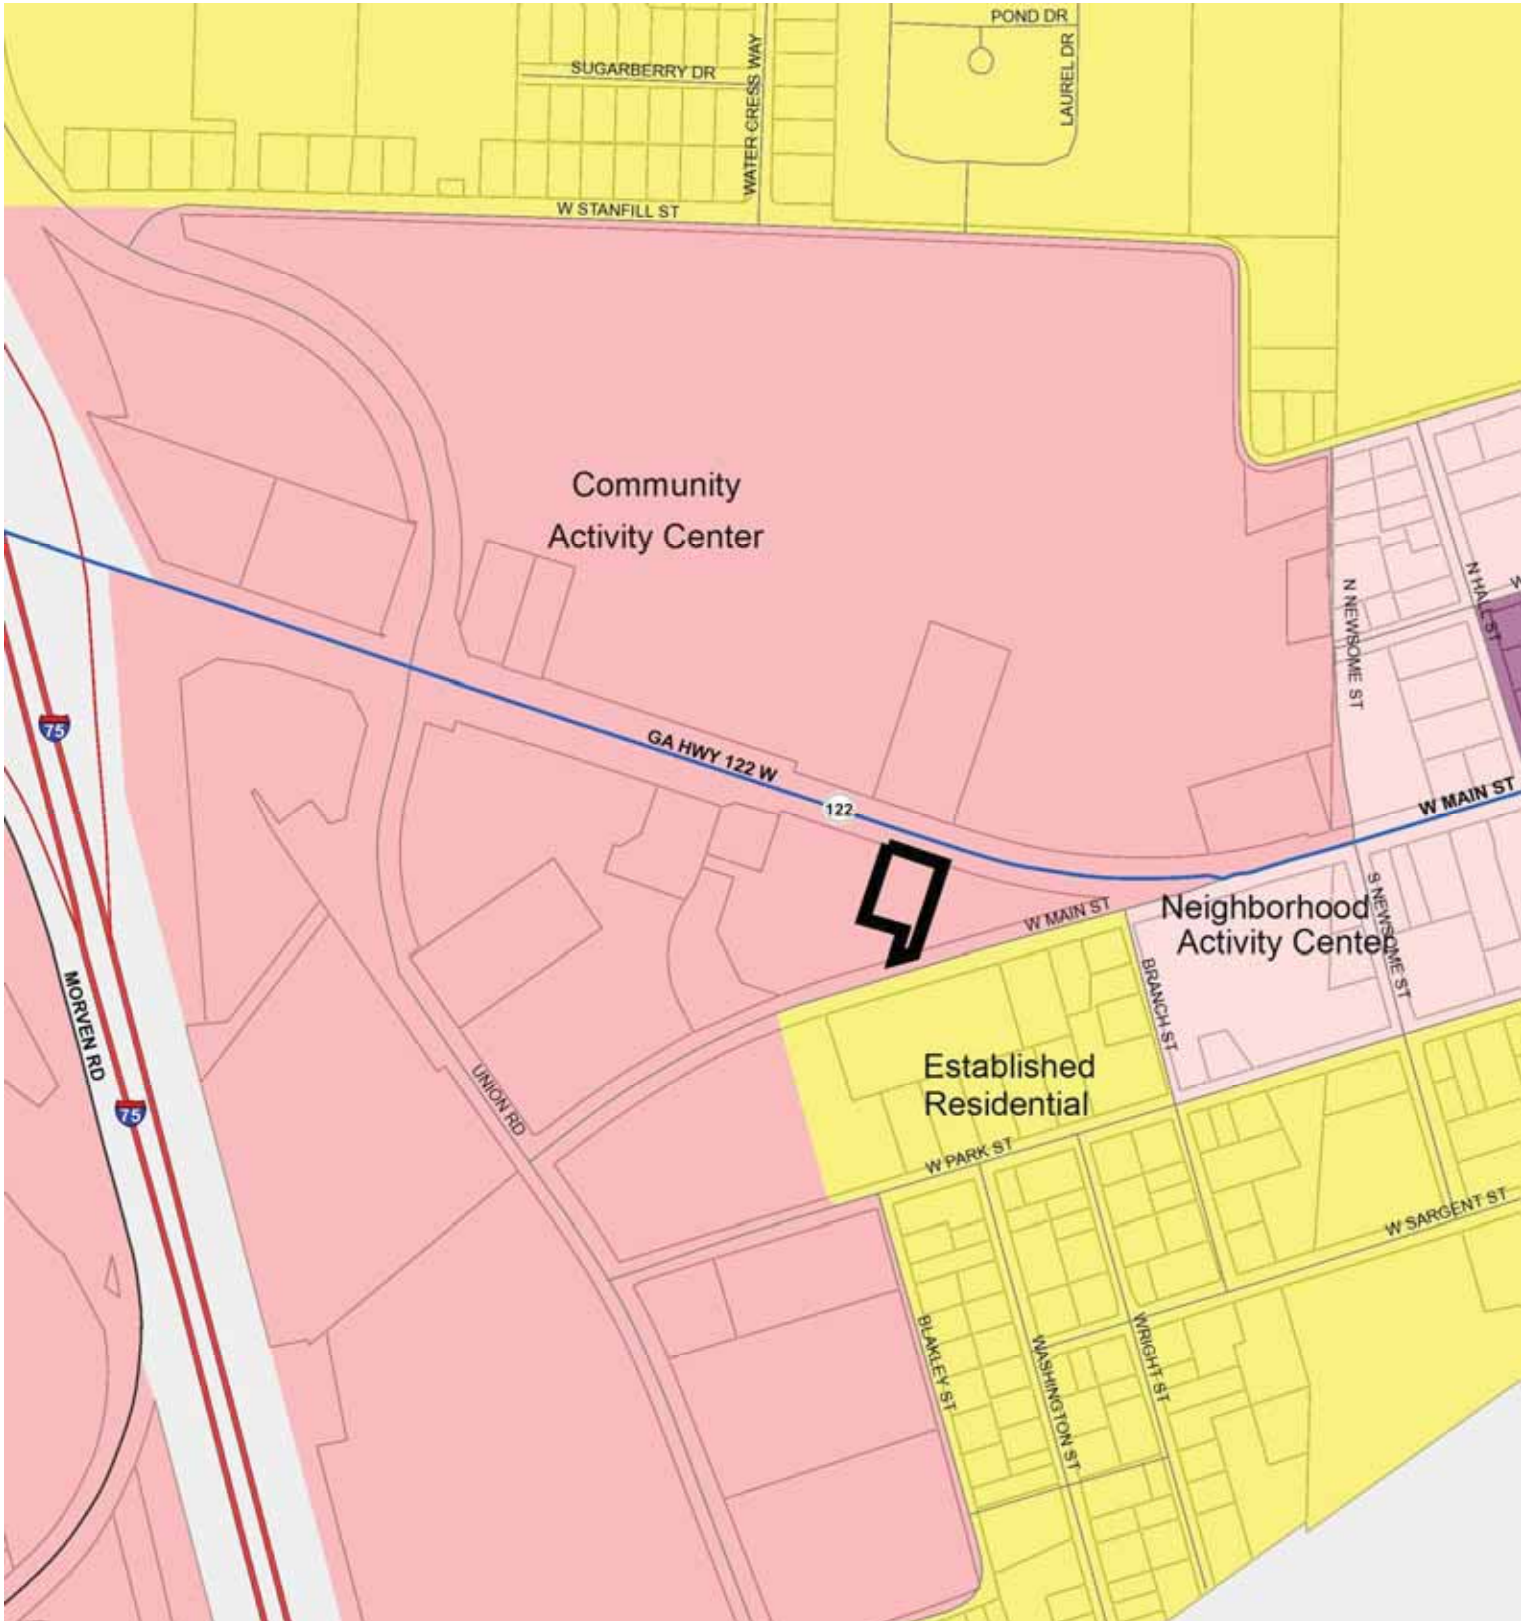 POND DR
SUGARBERRY DR
WATER CRESS WAY
LAUREL DR
W STANFILL ST
Community
Activity Center
N HALL ST
W
N NEWSOME ST
75
GA HWY 122 W
122
W MAIN ST
W MAIN ST
Neighborhood
Activity Center
S NEWSOME ST
BRANCH ST
MORVEN RD
75
UNION RD
Established
Residential
W PARK ST
W SARGENT ST
BLAKLEY ST
WASHINGTON ST
WRIGHT ST